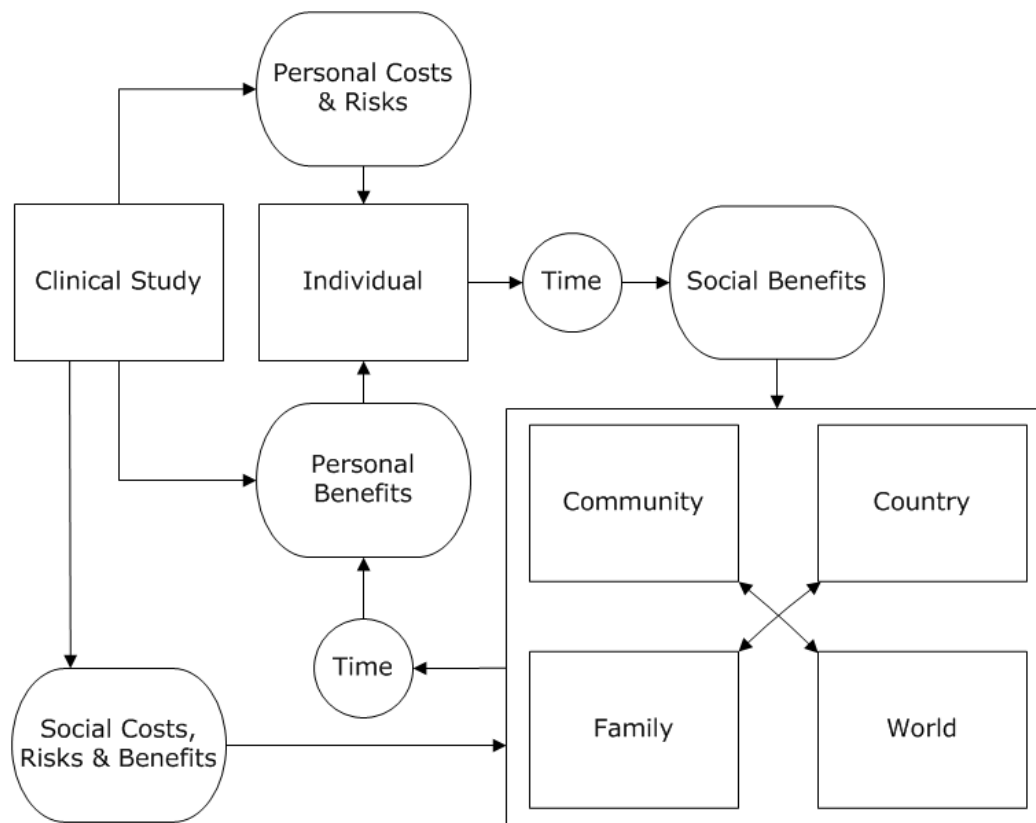 Personal Costs
& Risks
Clinical Study
Individual
Time
Social Benefits
Personal
Benefits
Community
Country
Time
Family
World
Social Costs,
Risks & Benefits